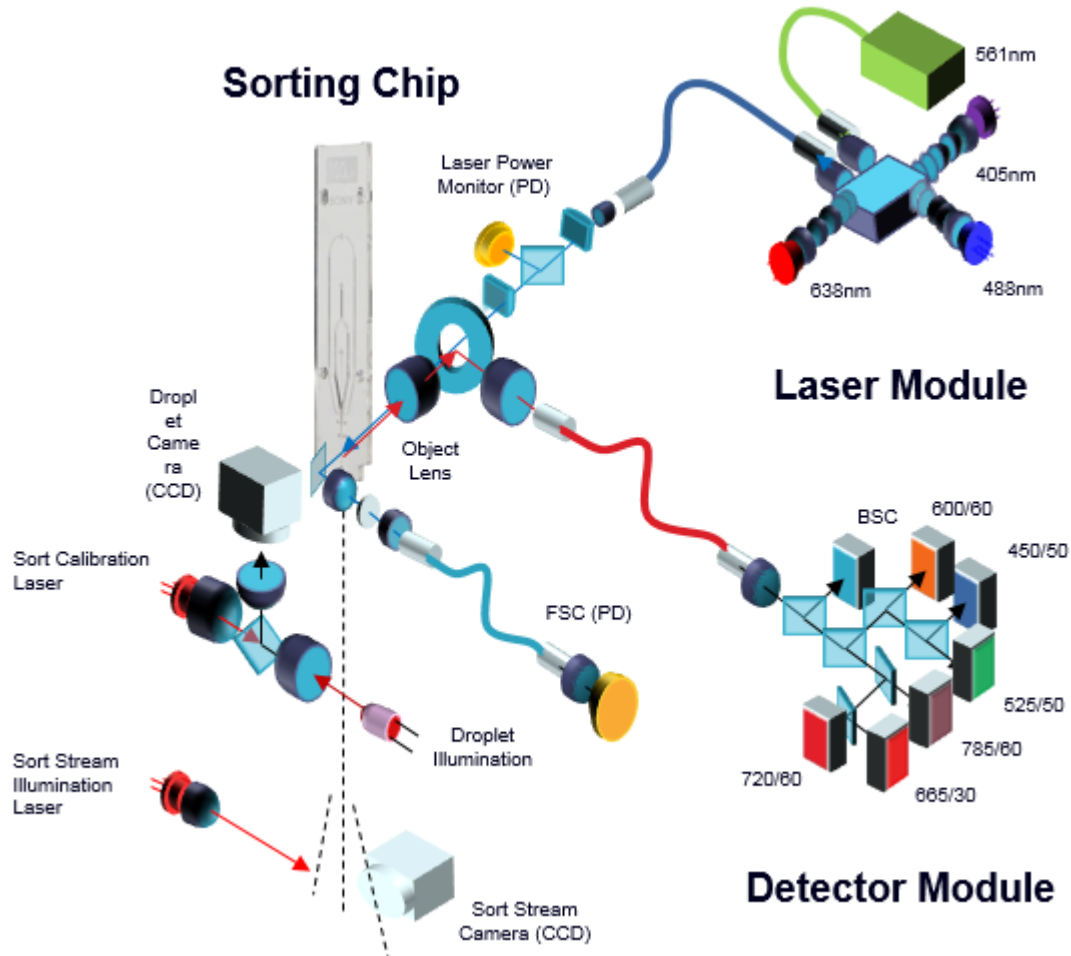 Sorting Chip
561nm
405nm
488nm
638nm
Laser Module
Laser Power
Monitor (PD)
SONY
Object
Lens
Dropl
et
Came
ra
(CCD)
Sort Calibration
Laser
FSC (PD)
Droplet
Illumination
Sort Stream
Illumination
Laser
Sort Stream
Camera (CCD)
BSC
600/60
450/50
525/50
785/60
665/30
720/60
Detector Module